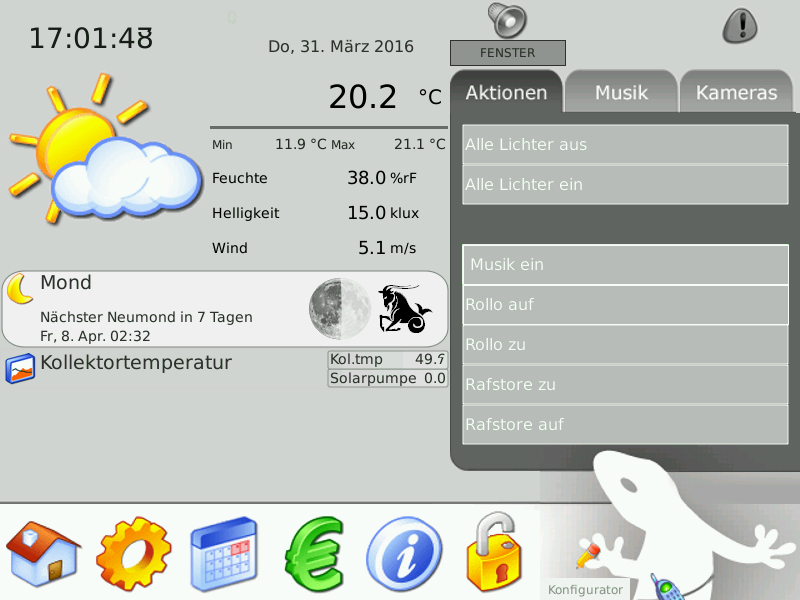 17:01:48
Do, 31. März 2016
FENSTER
20.2 °C
Aktionen Musik Kameras
Min 11.9 °C Max 21.1 °C
Feuchte 38.0 %rF
Helligkeit 15.0 klux
Wind 5.1 m/s
Alle Lichter aus
Alle Lichter ein
Musik ein
Rollo auf
Rollo zu
Rafstore zu
Rafstore auf
Mond
Nächster Neumond in 7 Tagen
Fr, 8. Apr. 02:32
Kollektortemperatur
Kol.tmp
Solarpumpe 0.0
Konfigurator